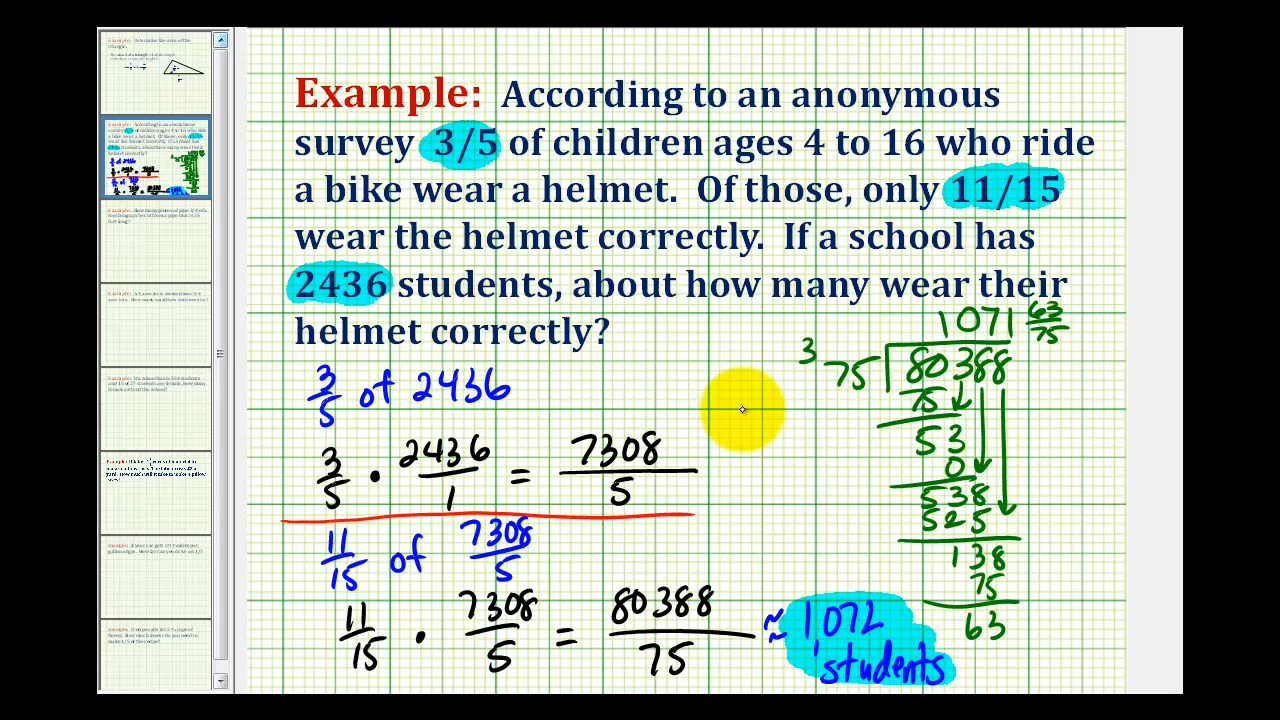 Example: According to an anonymous
survey 3/5 of children ages 4 to 16 who ride
a bike wear a helmet. Of those, only 11/15
wear the helmet correctly. If a school has
2436 students, about how many wear their
helmet correctly?
3/5 of 2436
3/5 · 2436/1 = 7308/5
11/15 of 7308/5
11/15 · 7308/5 = 80388/75 ≈ 1072
students
1071 63/75
3
75 80388
75
53
0
538
525
138
75
63